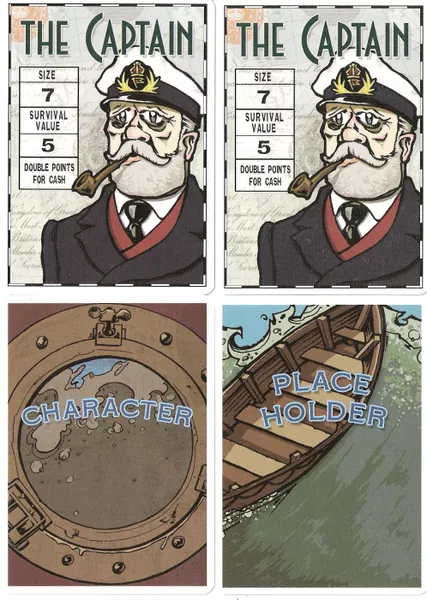 THE CAPTAIN
SIZE
7
SURVIVAL
VALUE
5
DOUBLE POINTS
FOR CASH
THE CAPTAIN
SIZE
7
SURVIVAL
VALUE
5
DOUBLE POINTS
FOR CASH
CHARACTER
PLACE
HOLDER